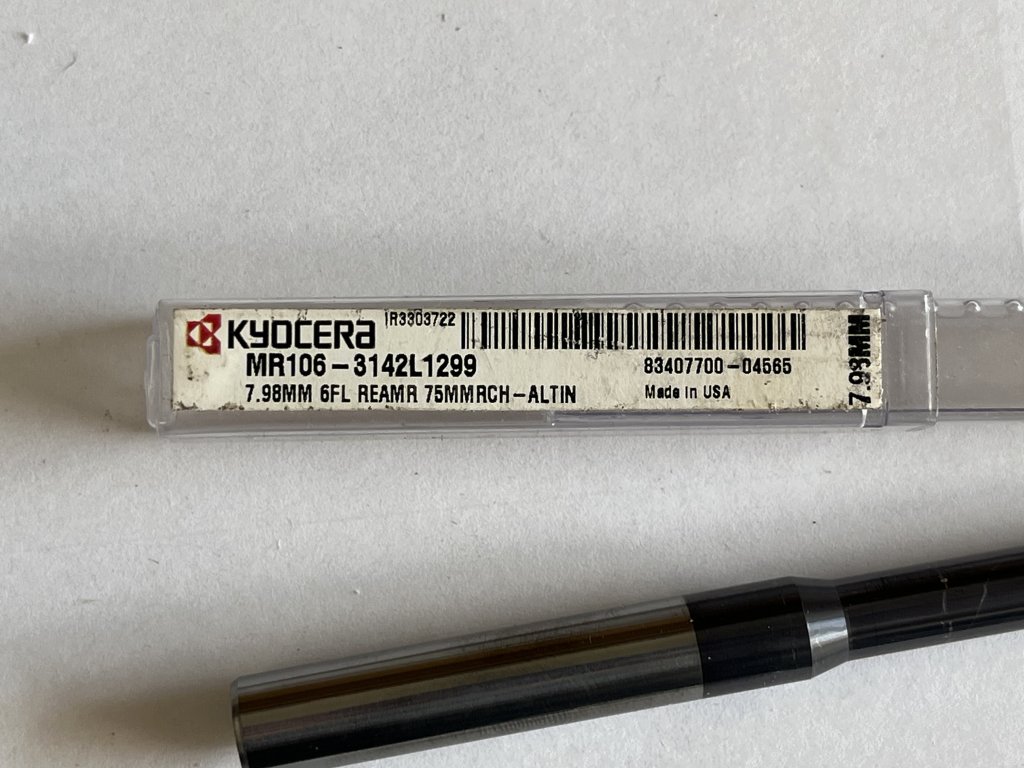 KYOCERA
IR3303722
MR106-3142L1299
83407700-04565
7.98MM 6FL REAMR 75MMRCH-ALTIN
Made in USA
7.98MM